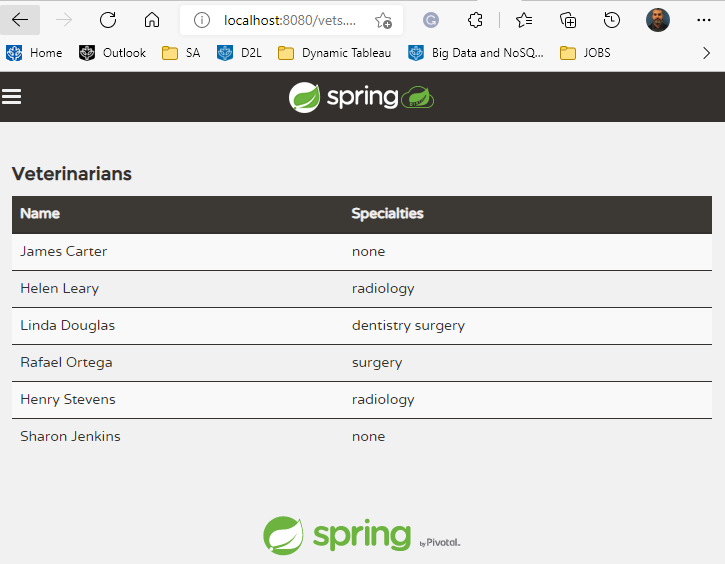 localhost:8080/vets....
Home Outlook SA D2L Dynamic Tableau Big Data and NoSQ... JOBS
spring
Veterinarians
Name Specialties
James Carter none
Helen Leary radiology
Linda Douglas dentistry surgery
Rafael Ortega surgery
Henry Stevens radiology
Sharon Jenkins none
spring by Pivotal.